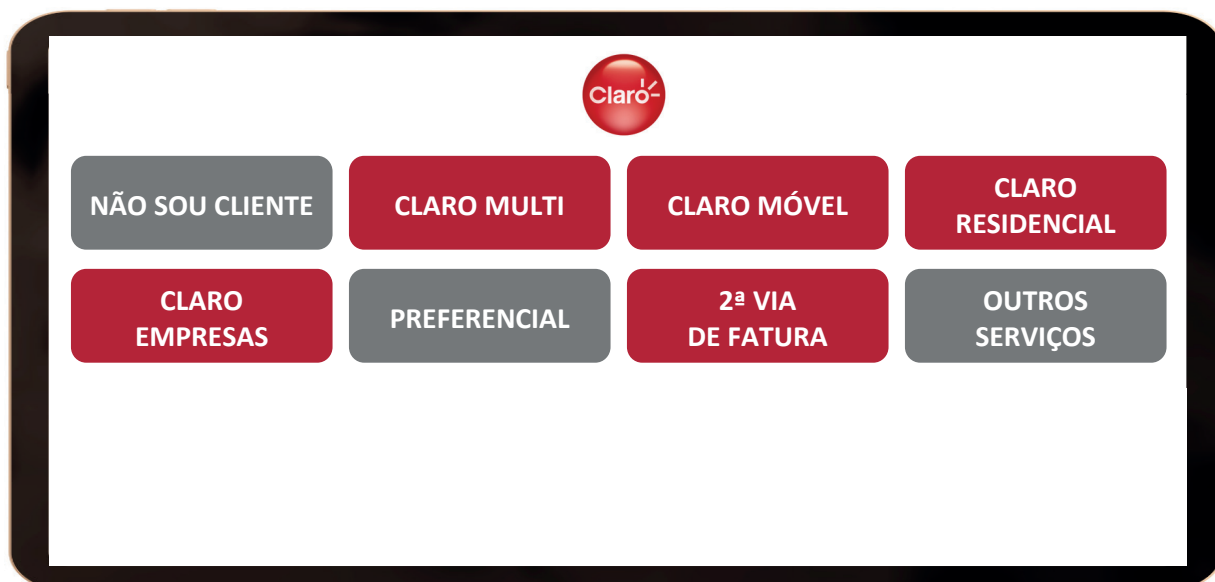 Claro
NÃO SOU CLIENTE
CLARO MULTI
CLARO MÓVEL
CLARO
RESIDENCIAL
CLARO
EMPRESAS
PREFERENCIAL
2ª VIA
DE FATURA
OUTROS
SERVIÇOS